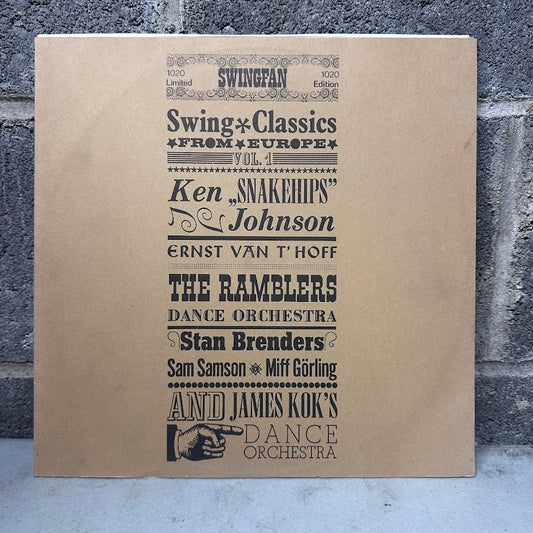 1020 SWINGFAN 1020
Limited Edition
Swing Classics
FROM EUROPE
VOL. 1
Ken „SNAKEHIPS”
Johnson
ERNST VAN T' HOFF
THE RAMBLERS
DANCE ORCHESTRA
Stan Brenders
Sam Samson Miff Görling
AND JAMES KOK'S
DANCE
ORCHESTRA